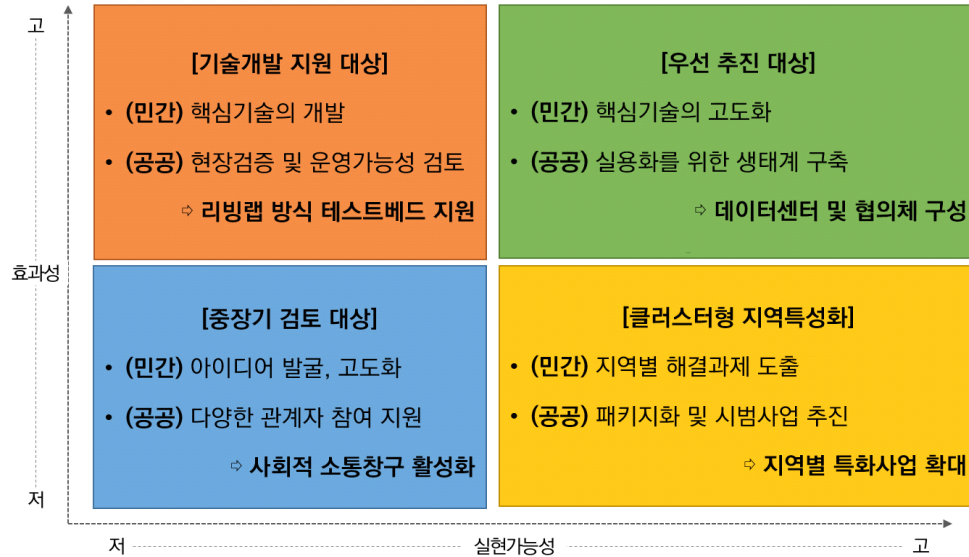 고
[기술개발 지원 대상]
• (민간) 핵심기술의 개발
• (공공) 현장검증 및 운영가능성 검토
⇨ 리빙랩 방식 테스트베드 지원
[우선 추진 대상]
• (민간) 핵심기술의 고도화
• (공공) 실용화를 위한 생태계 구축
⇨ 데이터센터 및 협의체 구성
효과성
[중장기 검토 대상]
• (민간) 아이디어 발굴, 고도화
• (공공) 다양한 관계자 참여 지원
⇨ 사회적 소통창구 활성화
[클러스터형 지역특성화]
• (민간) 지역별 해결과제 도출
• (공공) 패키지화 및 시범사업 추진
⇨ 지역별 특화사업 확대
저
저
실현가능성
고